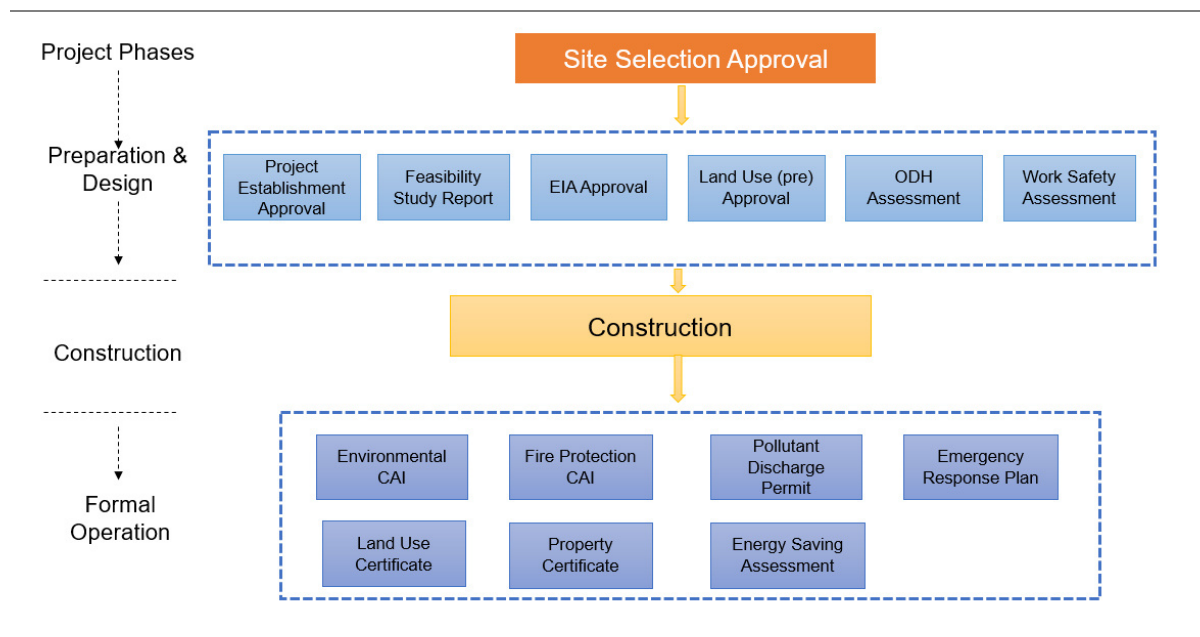 Project Phases
Site Selection Approval
Preparation &
Design
Project
Establishment
Approval
Feasibility
Study Report
EIA Approval
Land Use (pre)
Approval
ODH
Assessment
Work Safety
Assessment
Construction
Construction
Formal
Operation
Environmental
CAI
Fire Protection
CAI
Pollutant
Discharge
Permit
Emergency
Response Plan
Land Use
Certificate
Property
Certificate
Energy Saving
Assessment